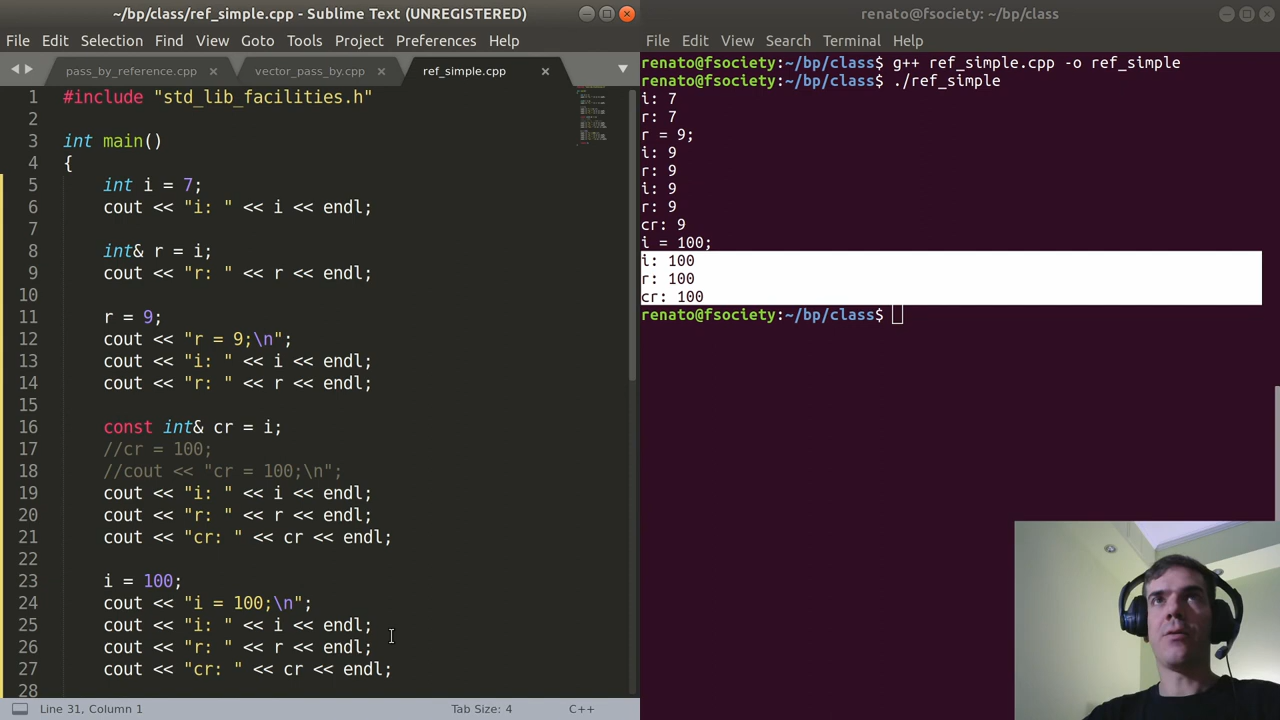 ~/bp/class/ref_simple.cpp - Sublime Text (UNREGISTERED)
File Edit Selection Find View Goto Tools Project Preferences Help
pass_by_reference.cpp vector_pass_by.cpp ref_simple.cpp
1 #include "std_lib_facilities.h"
2
3 int main()
4 {
5 int i = 7;
6 cout << "i: " << i << endl;
7
8 int& r = i;
9 cout << "r: " << r << endl;
10
11 r = 9;
12 cout << "r = 9;\n";
13 cout << "i: " << i << endl;
14 cout << "r: " << r << endl;
15
16 const int& cr = i;
17 //cr = 100;
18 //cout << "cr = 100;\n";
19 cout << "i: " << i << endl;
20 cout << "r: " << r << endl;
21 cout << "cr: " << cr << endl;
22
23 i = 100;
24 cout << "i = 100;\n";
25 cout << "i: " << i << endl;
26 cout << "r: " << r << endl;
27 cout << "cr: " << cr << endl;
28
Line 31, Column 1 Tab Size: 4 C++
renato@fsociety: ~/bp/class
File Edit View Search Terminal Help
renato@fsociety:~/bp/class$ g++ ref_simple.cpp -o ref_simple
renato@fsociety:~/bp/class$ ./ref_simple
i: 7
r: 7
r = 9;
i: 9
r: 9
i: 9
r: 9
cr: 9
i = 100;
i: 100
r: 100
cr: 100
renato@fsociety:~/bp/class$